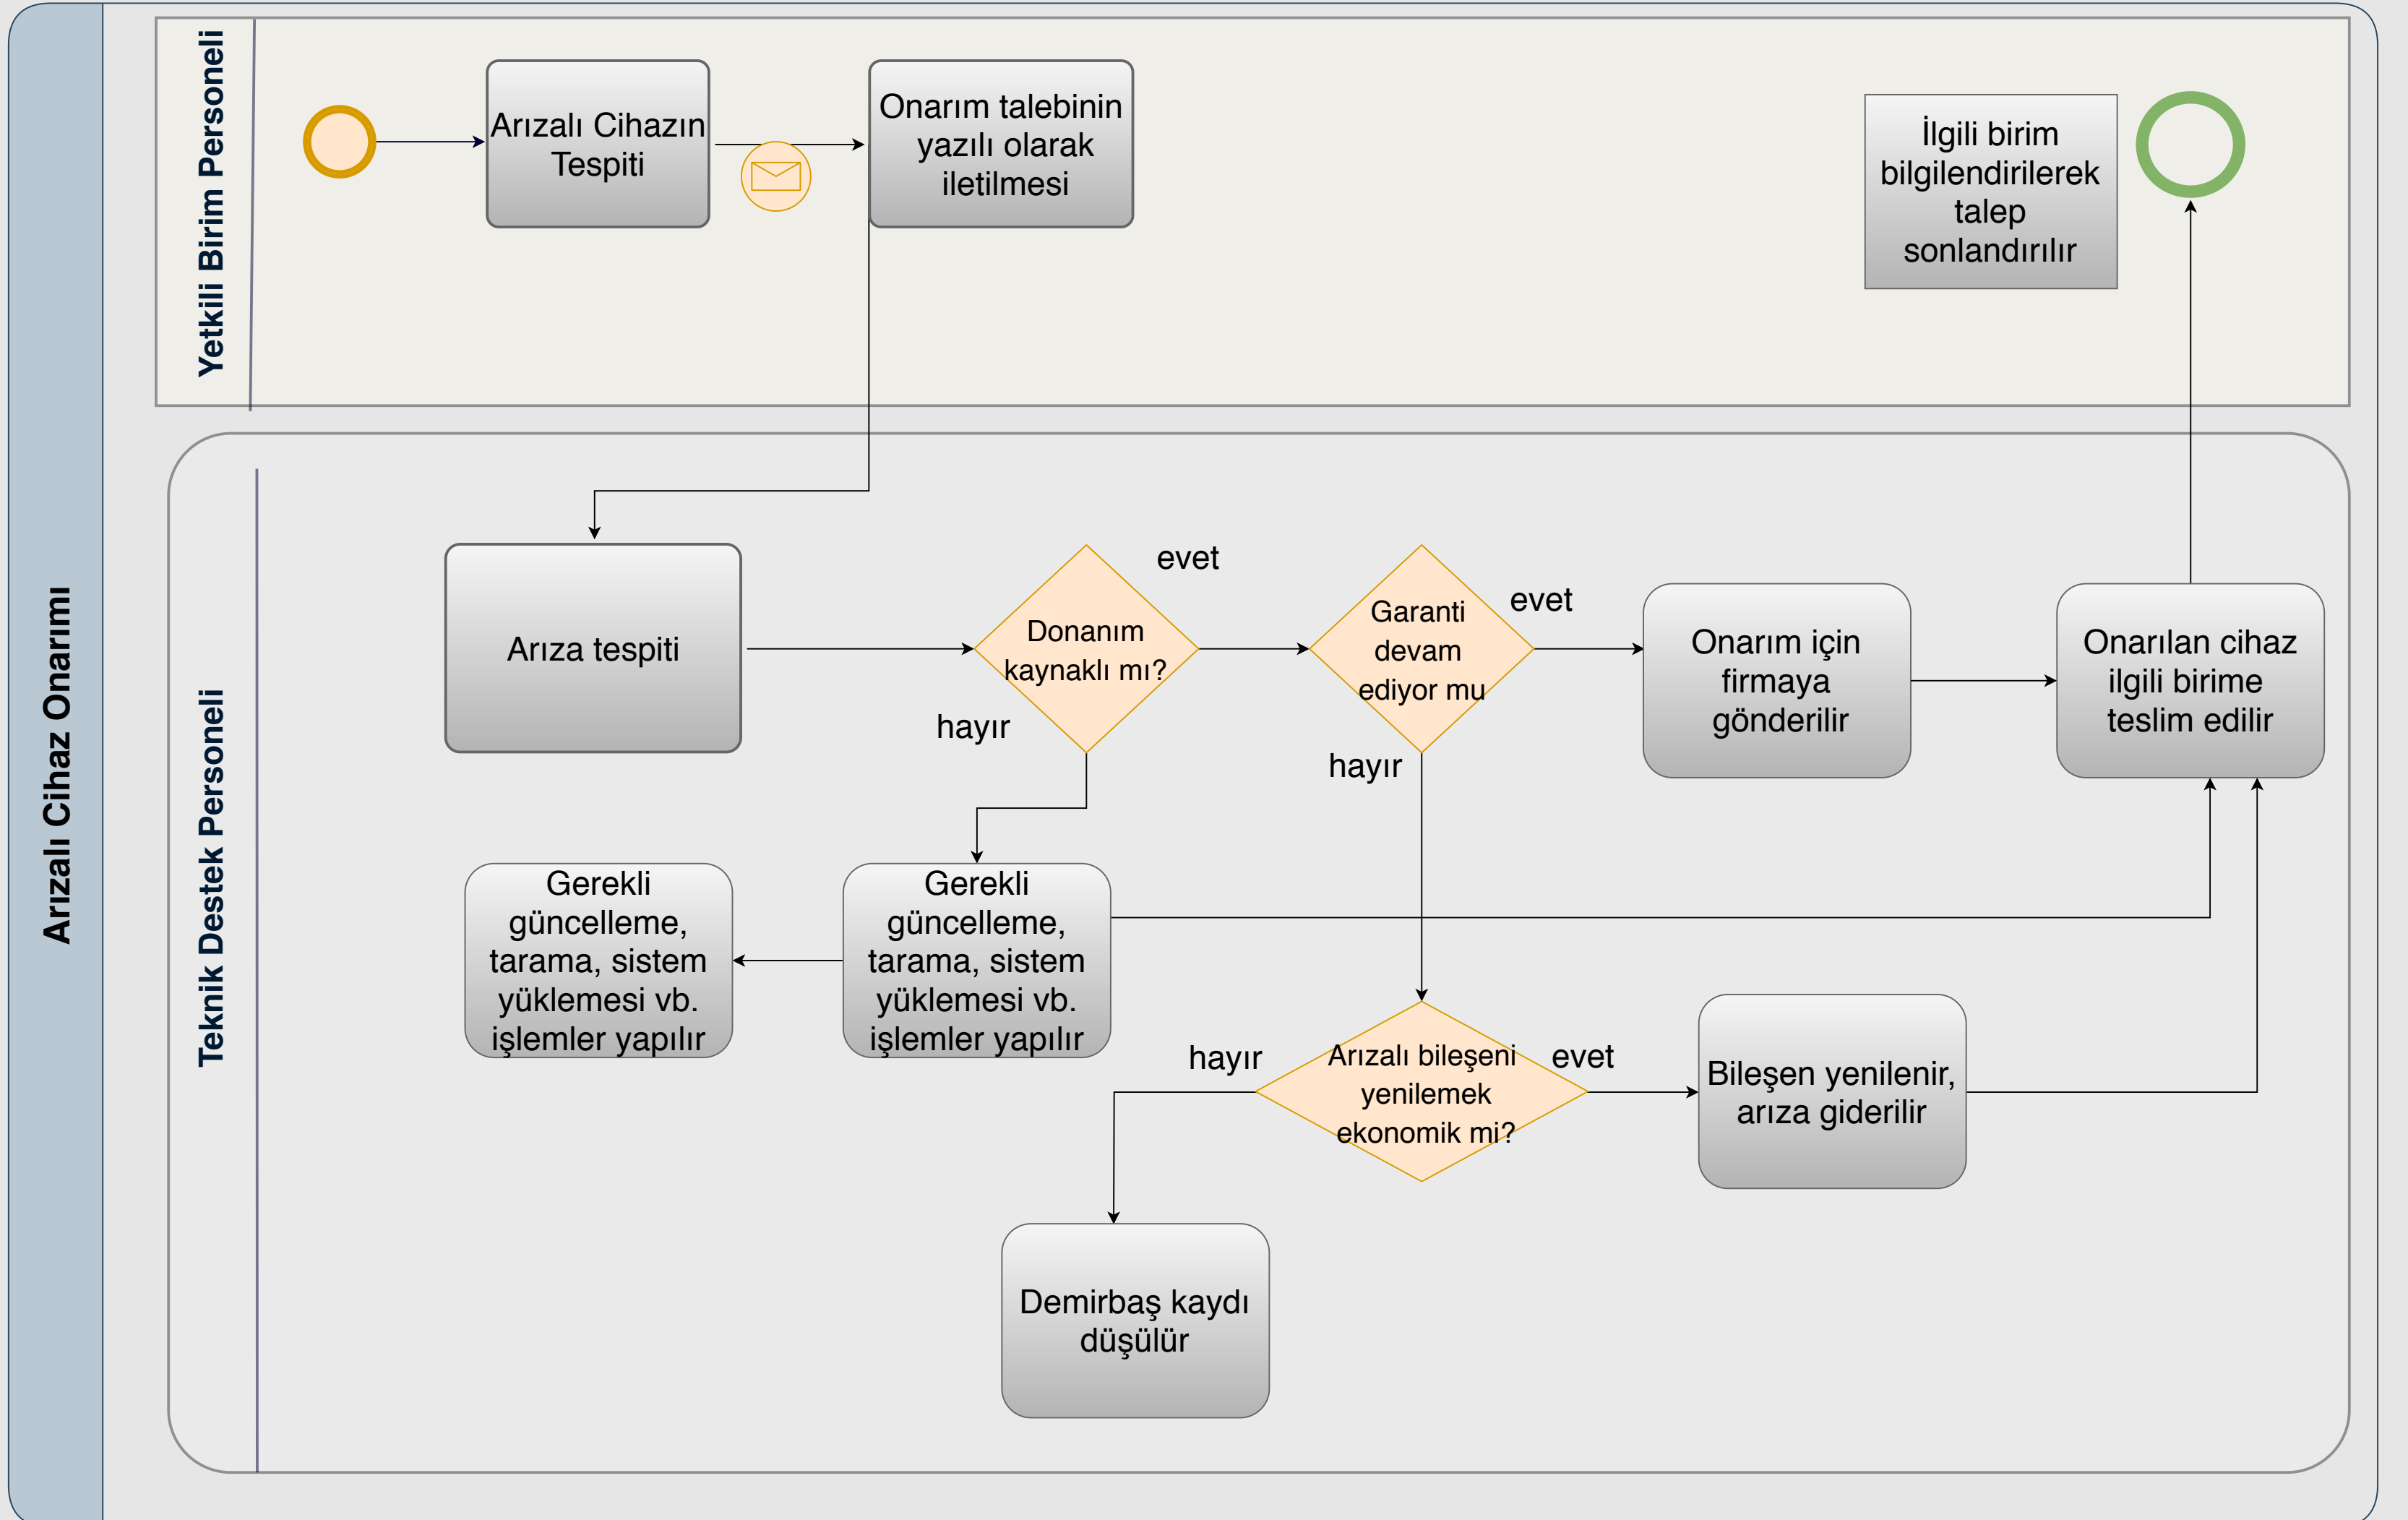 Arızalı Cihaz Onarımı
Yetkili Birim Personeli
Arızalı Cihazın
Tespiti
Onarım talebinin
yazılı olarak
iletilmesi
İlgili birim
bilgilendirilerek
talep
sonlandırılır
Teknik Destek Personeli
Arıza tespiti
Donanım
kaynaklı mı?
evet
hayır
Garanti
devam
ediyor mu
evet
hayır
Onarım için
firmaya
gönderilir
Onarılan cihaz
ilgili birime
teslim edilir
Gerekli
güncelleme,
tarama, sistem
yüklemesi vb.
işlemler yapılır
Gerekli
güncelleme,
tarama, sistem
yüklemesi vb.
işlemler yapılır
hayır
Arızalı bileşeni
yenilemek
ekonomik mi?
evet
Bileşen yenilenir,
arıza giderilir
Demirbaş kaydı
düşülür